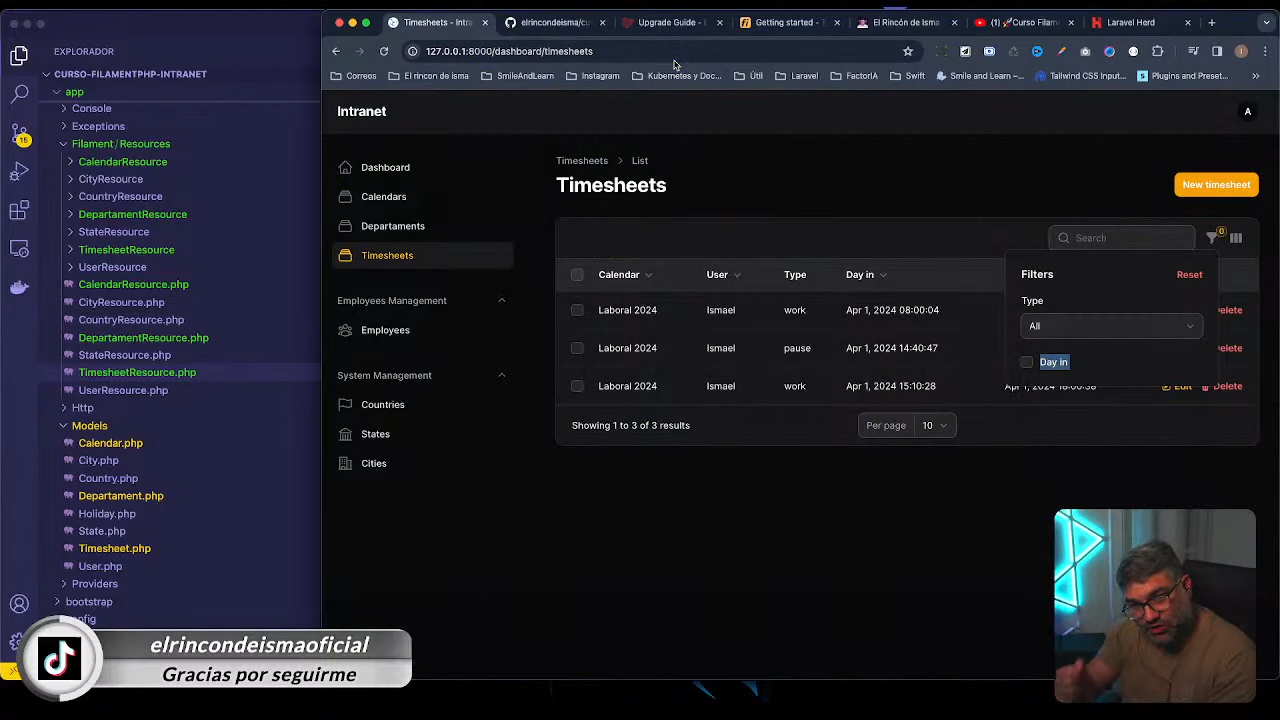 EXPLORADOR
CURSO-FILAMENTPHP-INTRANET
app
Console
Exceptions
Filament / Resources
CalendarResource
CityResource
CountryResource
DepartamentResource
StateResource
TimesheetResource
UserResource
CalendarResource.php
CityResource.php
CountryResource.php
DepartamentResource.php
StateResource.php
TimesheetResource.php
UserResource.php
Http
Models
Calendar.php
City.php
Country.php
Departament.php
Holiday.php
State.php
Timesheet.php
User.php
Providers
bootstrap
15
Timesheets - Intra
elrincondeisma/cu
Upgrade Guide - 
Getting started - 
El Rincón de Isma
Curso Filam
Laravel Herd
127.0.0.1:8000/dashboard/timesheets
Correos
El rincon de isma
SmileAndLearn
Instagram
Kubernetes y Doc...
Útil
Laravel
FactorIA
Swift
Smile and Learn –...
Tailwind CSS Input...
Plugins and Preset...
Intranet
A
Dashboard
Calendars
Departaments
Timesheets
Employees Management
Employees
System Management
Countries
States
Cities
Timesheets > List
Timesheets
New timesheet
Search
0
Calendar User Type Day in
Laboral 2024 Ismael work Apr 1, 2024 08:00:04
Laboral 2024 Ismael pause Apr 1, 2024 14:40:47
Laboral 2024 Ismael work Apr 1, 2024 15:10:28 Edit Delete
Filters
Reset
Type
All
Day in
Showing 1 to 3 of 3 results
Per page 10
elrincondeismaoficial
Gracias por seguirme